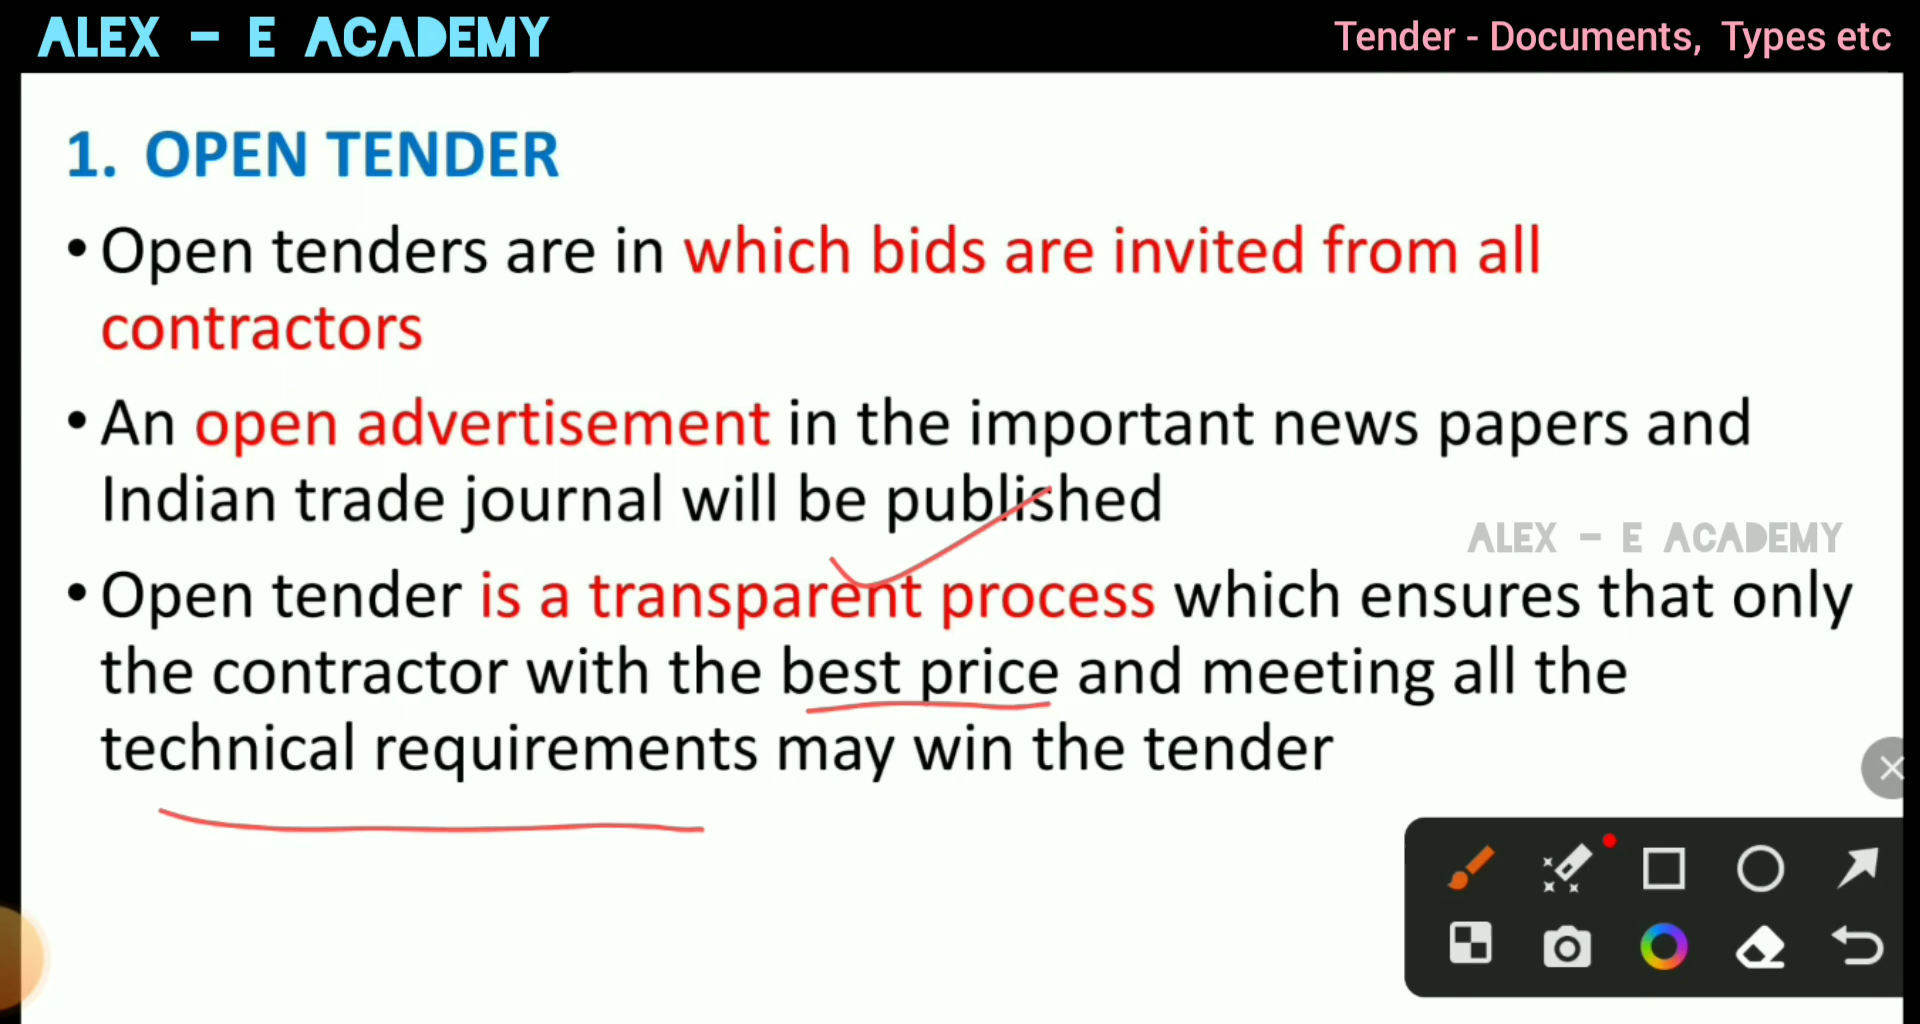 ALEX - E ACADEMY
Tender - Documents, Types etc
1. OPEN TENDER
• Open tenders are in which bids are invited from all
contractors
• An open advertisement in the important news papers and
Indian trade journal will be published
ALEX - E ACADEMY
• Open tender is a transparent process which ensures that only
the contractor with the best price and meeting all the
technical requirements may win the tender